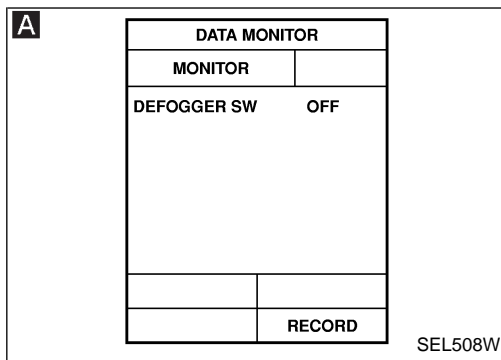 A
DATA MONITOR
MONITOR
DEFOGGER SW OFF
RECORD
SEL508W